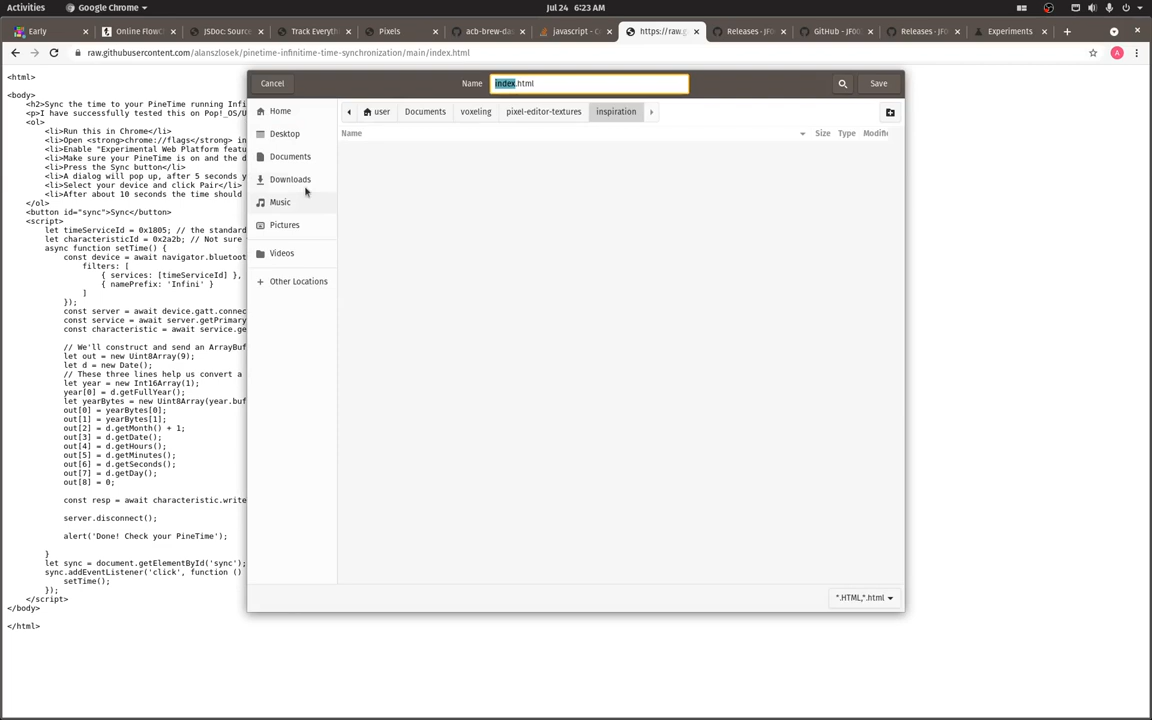 Activities
Google Chrome
Jul 24 6:23 AM
Early
Online FlowC
JSDoc: Source
Track Everyth
Pixels
acb-brew-das
javascript - C
https://raw.g
Releases · JF0
GitHub - JF00
Releases · JF0
Experiments
raw.githubusercontent.com/alanszlosek/pinetime-infinitime-time-synchronization/main/index.html
A
<html>
<body>
<h2>Sync the time to your PineTime running Infi
<p>I have successfully tested this on Pop!_OS/U
<ol>
<li>Run this in Chrome</li>
<li>Open <strong>chrome://flags</strong> in
<li>Enable "Experimental Web Platform featu
<li>Make sure your PineTime is on and the d
<li>Press the Sync button</li>
<li>A dialog will pop up, after 5 seconds y
<li>Select your device and click Pair</li>
<li>After about 10 seconds the time should
</ol>
<button id="sync">Sync</button>
<script>
let timeServiceId = 0x1805; // the standard
let characteristicId = 0x2a2b; // Not sure
async function setTime() {
const device = await navigator.bluetoot
filters: [
{ services: [timeServiceId] },
{ namePrefix: 'Infini' }
]
});
const server = await device.gatt.connec
const service = await server.getPrimary
const characteristic = await service.ge
// We'll construct and send an ArrayBuf
let out = new Uint8Array(9);
let d = new Date();
// These three lines help us convert a
let year = new Int16Array(1);
year[0] = d.getFullYear();
let yearBytes = new Uint8Array(year.buf
out[0] = yearBytes[0];
out[1] = yearBytes[1];
out[2] = d.getMonth() + 1;
out[3] = d.getDate();
out[4] = d.getHours();
out[5] = d.getMinutes();
out[6] = d.getSeconds();
out[7] = d.getDay();
out[8] = 0;
const resp = await characteristic.write
server.disconnect();
alert('Done! Check your PineTime');
}
let sync = document.getElementById('sync');
sync.addEventListener('click', function ()
setTime();
});
</script>
</body>
</html>
Cancel
Name
index.html
Save
Home
Desktop
Documents
Downloads
Music
Pictures
Videos
Other Locations
user
Documents
voxeling
pixel-editor-textures
inspiration
Name
Size
Type
Modifie
*.HTML,*.html